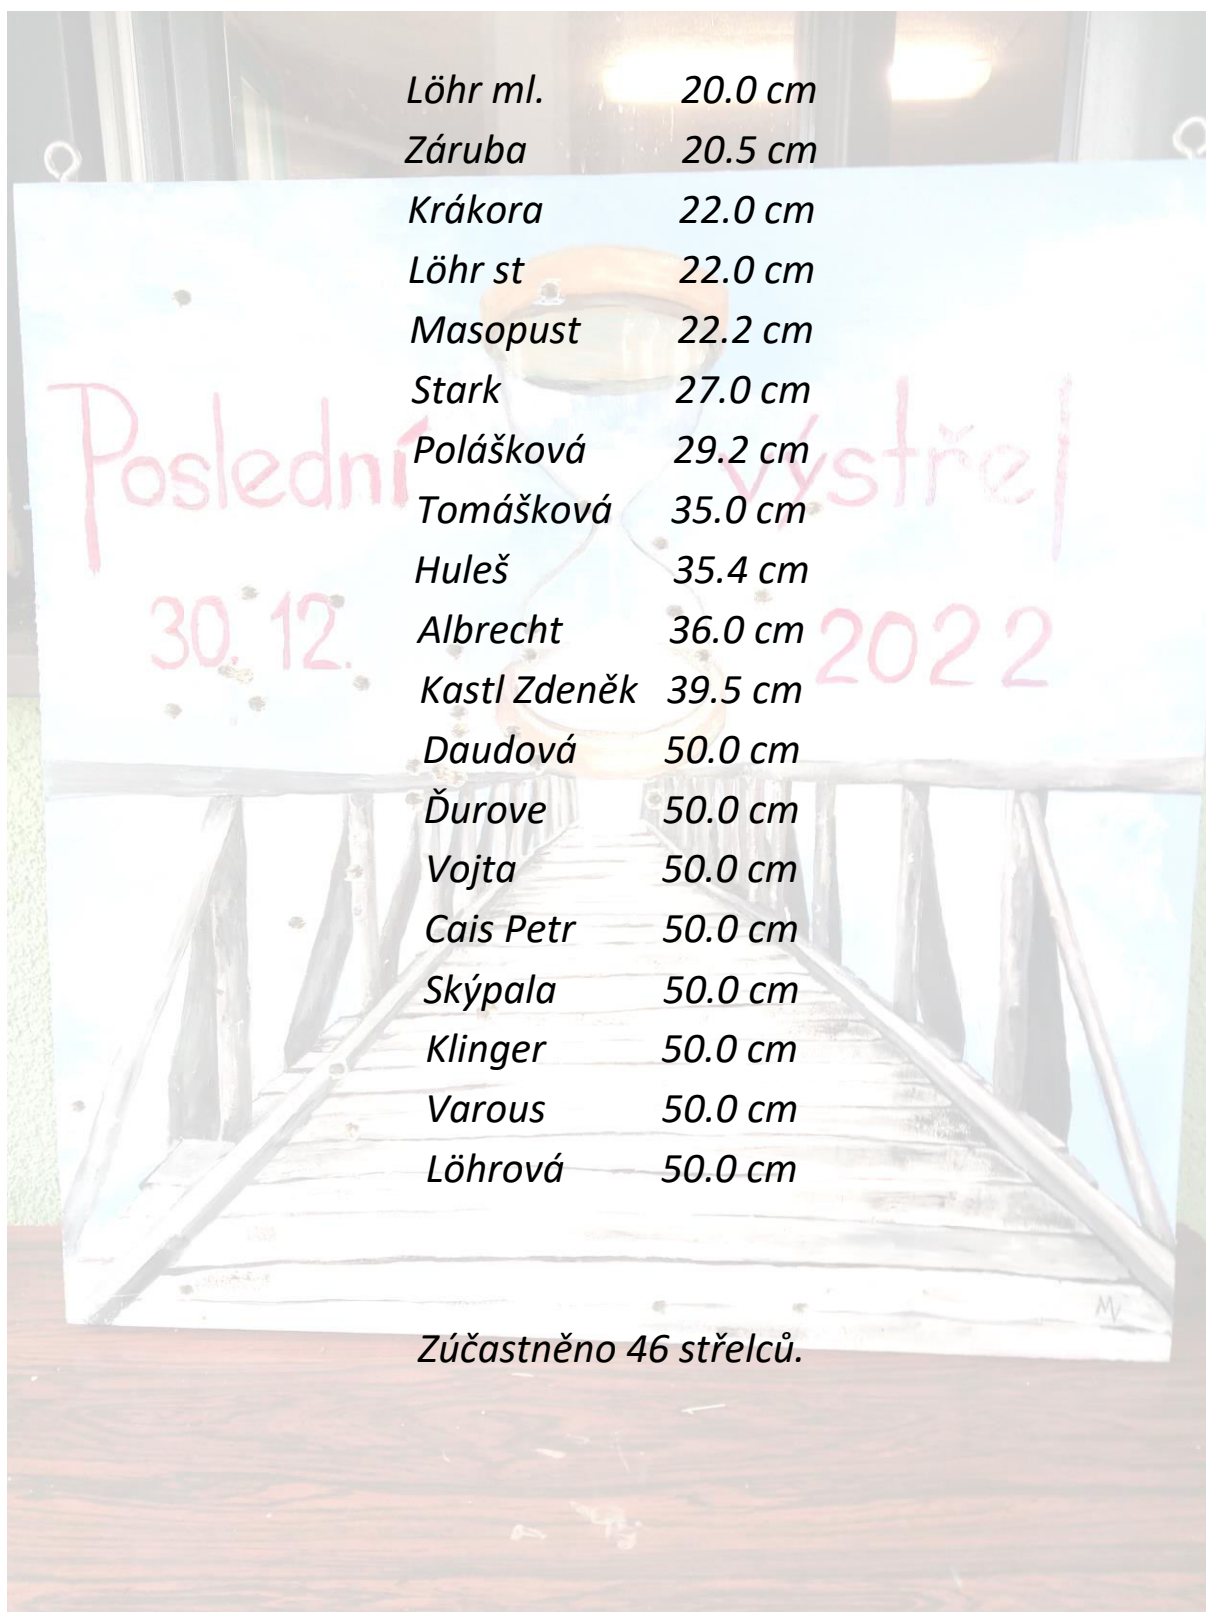 Löhr ml. 20.0 cm
Záruba 20.5 cm
Krákora 22.0 cm
Löhr st 22.0 cm
Masopust 22.2 cm
Stark 27.0 cm
Polášková 29.2 cm
Tomášková 35.0 cm
Huleš 35.4 cm
Albrecht 36.0 cm
Kastl Zdeněk 39.5 cm
Daudová 50.0 cm
Ďurove 50.0 cm
Vojta 50.0 cm
Cais Petr 50.0 cm
Skýpala 50.0 cm
Klinger 50.0 cm
Varous 50.0 cm
Löhrová 50.0 cm
Poslední výstřel
30. 12. 2022
MV
Zúčastněno 46 střelců.